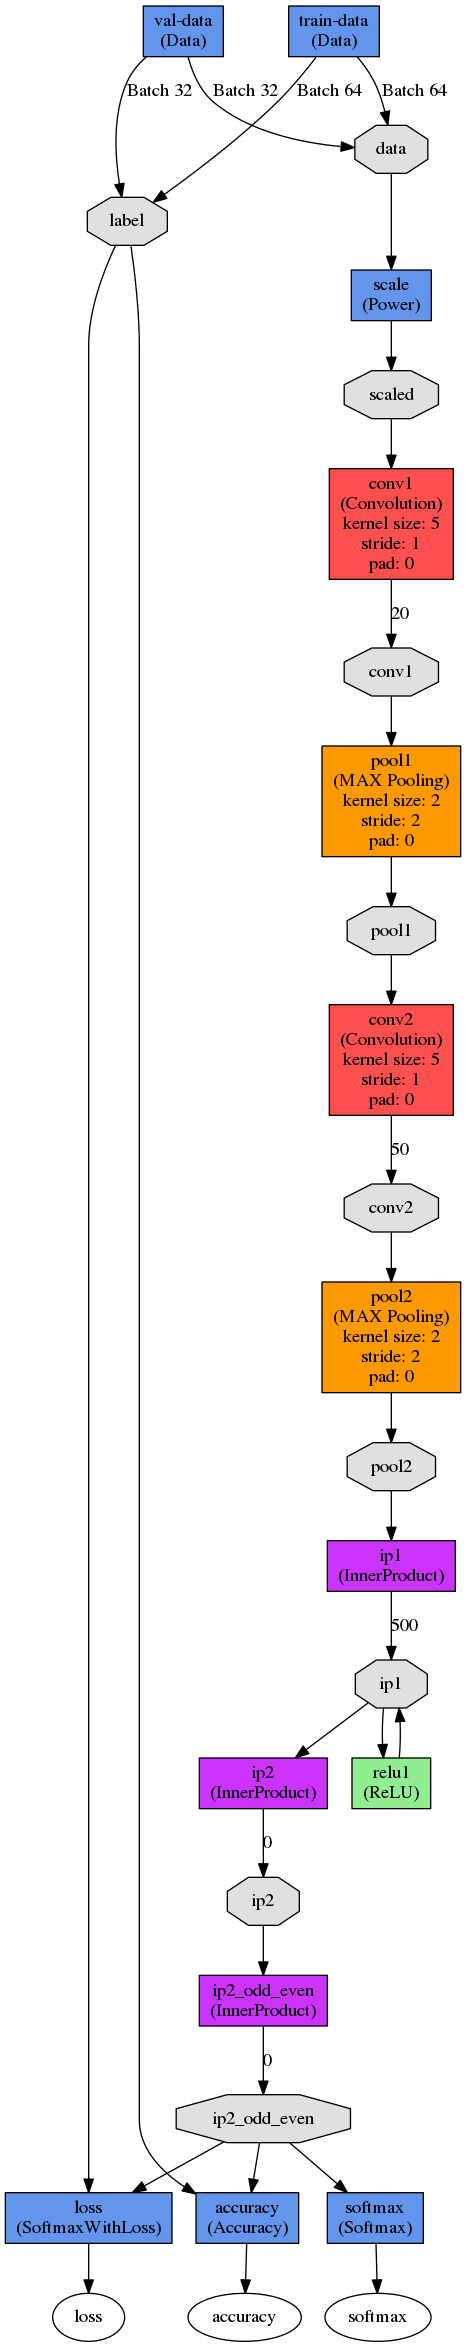 val-data
(Data)
train-data
(Data)
Batch 32
Batch 32
Batch 64
Batch 64
data
label
scale
(Power)
scaled
conv1
(Convolution)
kernel size: 5
stride: 1
pad: 0
20
conv1
pool1
(MAX Pooling)
kernel size: 2
stride: 2
pad: 0
pool1
conv2
(Convolution)
kernel size: 5
stride: 1
pad: 0
50
conv2
pool2
(MAX Pooling)
kernel size: 2
stride: 2
pad: 0
pool2
ip1
(InnerProduct)
500
ip1
ip2
(InnerProduct)
relu1
(ReLU)
0
ip2
ip2_odd_even
(InnerProduct)
0
ip2_odd_even
loss
(SoftmaxWithLoss)
accuracy
(Accuracy)
softmax
(Softmax)
loss
accuracy
softmax